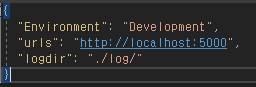 {
"Environment": "Development",
"urls": "http://localhost:5000",
"logdir": "./log/"
}